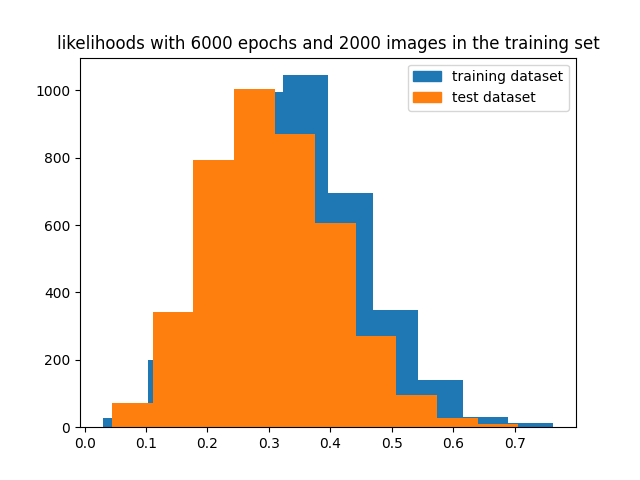 likelihoods with 6000 epochs and 2000 images in the training set
training dataset
test dataset
1000
800
600
400
200
0
0.0 0.1 0.2 0.3 0.4 0.5 0.6 0.7